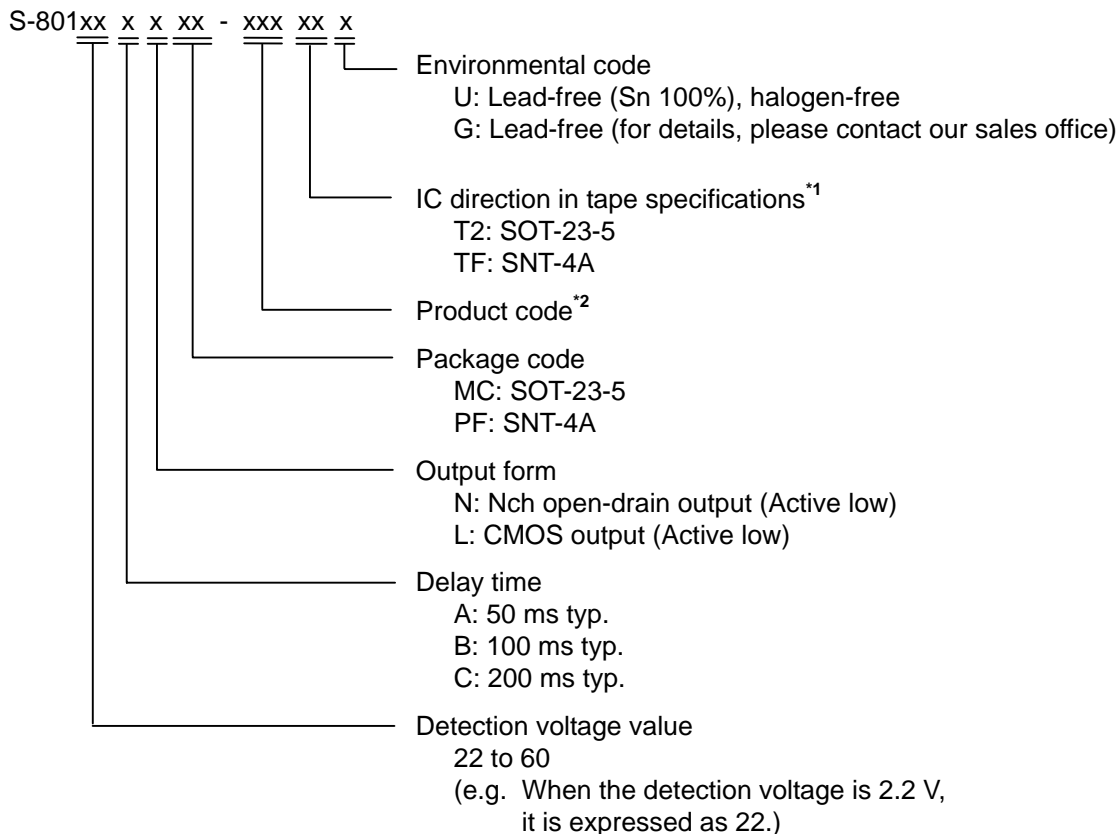 S-801xx x x xx - xxx xx x
Environmental code
U: Lead-free (Sn 100%), halogen-free
G: Lead-free (for details, please contact our sales office)
IC direction in tape specifications*1
T2: SOT-23-5
TF: SNT-4A
Product code*2
Package code
MC: SOT-23-5
PF: SNT-4A
Output form
N: Nch open-drain output (Active low)
L: CMOS output (Active low)
Delay time
A: 50 ms typ.
B: 100 ms typ.
C: 200 ms typ.
Detection voltage value
22 to 60
(e.g. When the detection voltage is 2.2 V,
it is expressed as 22.)